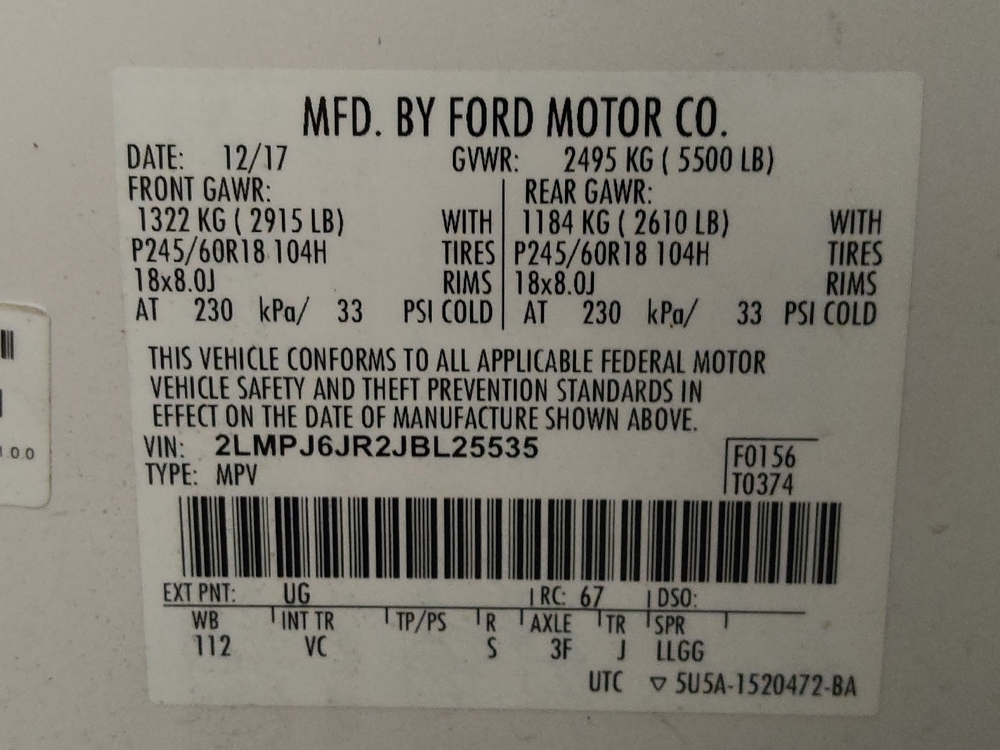 MFD. BY FORD MOTOR CO.
DATE: 12/17 GVWR: 2495 KG ( 5500 LB)
FRONT GAWR: REAR GAWR:
1322 KG ( 2915 LB) WITH 1184 KG ( 2610 LB) WITH
P245/60R18 104H TIRES P245/60R18 104H TIRES
18x8.0J RIMS 18x8.0J RIMS
AT 230 kPa/ 33 PSI COLD AT 230 kPa/ 33 PSI COLD
THIS VEHICLE CONFORMS TO ALL APPLICABLE FEDERAL MOTOR
VEHICLE SAFETY AND THEFT PREVENTION STANDARDS IN
EFFECT ON THE DATE OF MANUFACTURE SHOWN ABOVE.
VIN: 2LMPJ6JR2JBL25535 F0156
TYPE: MPV T0374
EXT PNT: UG RC: 67 DSO:
WB INT TR TP/PS R AXLE TR SPR
112 VC S 3F J LLGG
UTC ▽ 5U5A-1520472-BA